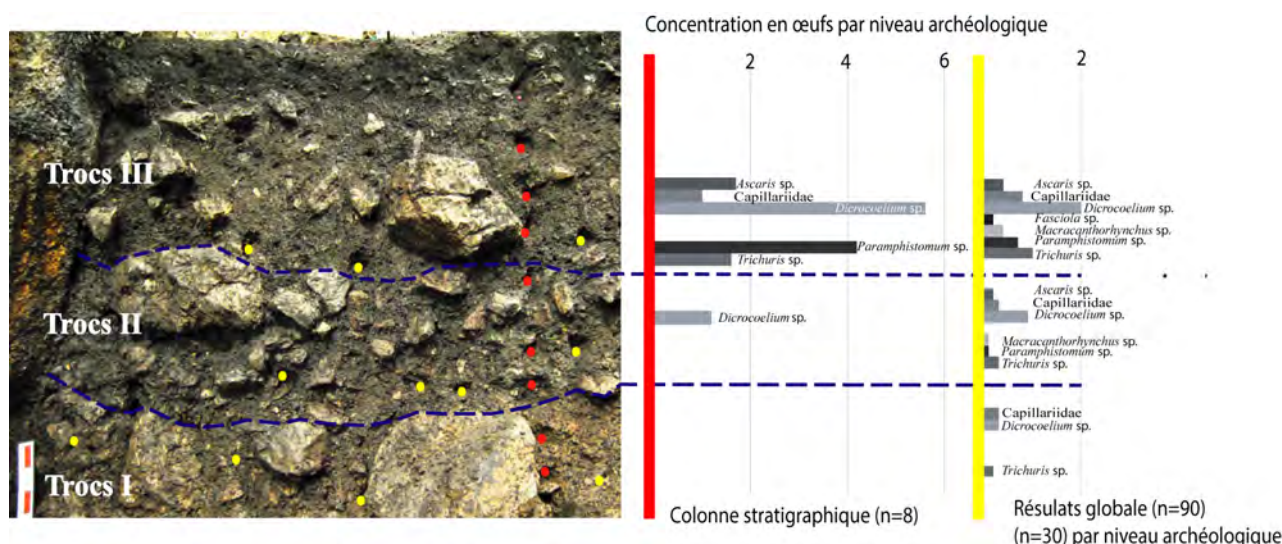 Concentration en œufs par niveau archéologique
2
4
6
2
Trocs III
Ascaris sp.
Capillariidae
Dicrocoelium sp.
Paramphistomum sp.
Trichuris sp.
Ascaris sp.
Capillariidae
Dicrocoelium sp.
Fasciola sp.
Macracanthorhynchus sp.
Paramphistomum sp.
Trichuris sp.
Trocs II
Dicrocoelium sp.
Ascaris sp.
Capillariidae
Dicrocoelium sp.
Macracanthorhynchus sp.
Paramphistomum sp.
Trichuris sp.
Trocs I
Capillariidae
Dicrocoelium sp.
Trichuris sp.
Colonne stratigraphique (n=8)
Résulats globale (n=90)
(n=30) par niveau archéologique